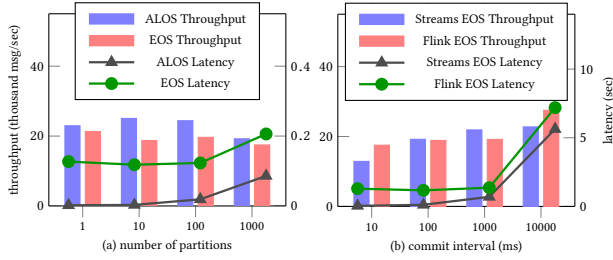 ALOS Throughput
EOS Throughput
ALOS Latency
EOS Latency
throughput (thousand msg/sec)
40
20
0
0.4
0.2
0
1
10
100
1000
(a) number of partitions
Streams EOS Throughput
Flink EOS Throughput
Streams EOS Latency
Flink EOS Latency
40
20
0
10
5
0
latency (sec)
10
100
1000
10000
(b) commit interval (ms)